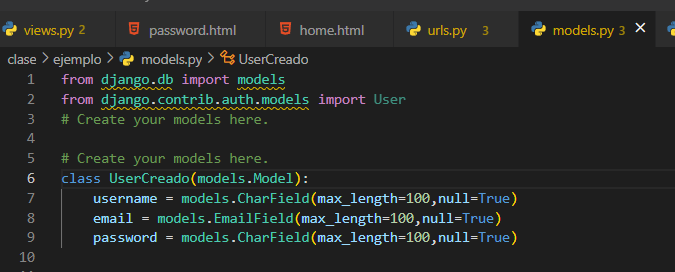 views.py 2 password.html home.html urls.py 3 models.py 3 ×
clase > ejemplo > models.py > UserCreado
1 from django.db import models
2 from django.contrib.auth.models import User
3 # Create your models here.
4
5 # Create your models here.
6 class UserCreado(models.Model):
7 username = models.CharField(max_length=100,null=True)
8 email = models.EmailField(max_length=100,null=True)
9 password = models.CharField(max_length=100,null=True)
10